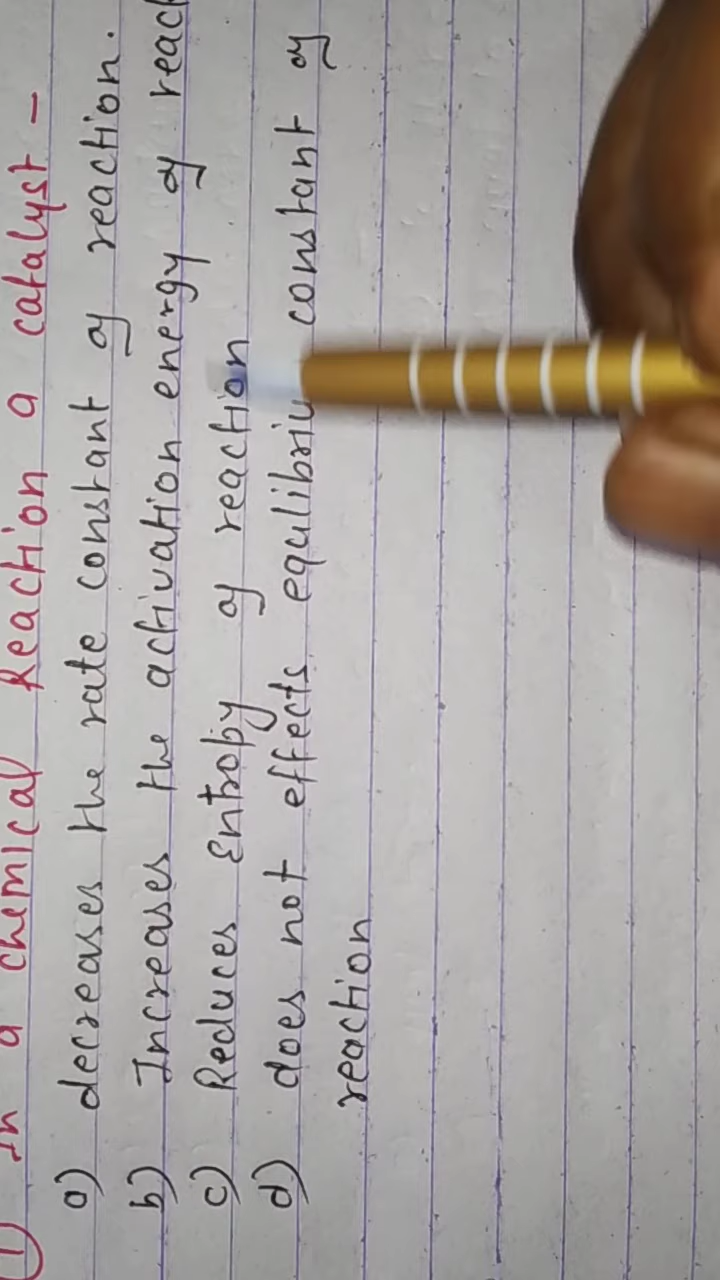 1) In a chemical Reaction a catalyst -
a) decreases the rate constant of reaction.
b) Increases the activation energy of
c) Reduces Entropy of reaction
d) does not effects equilibriu constant of
reaction